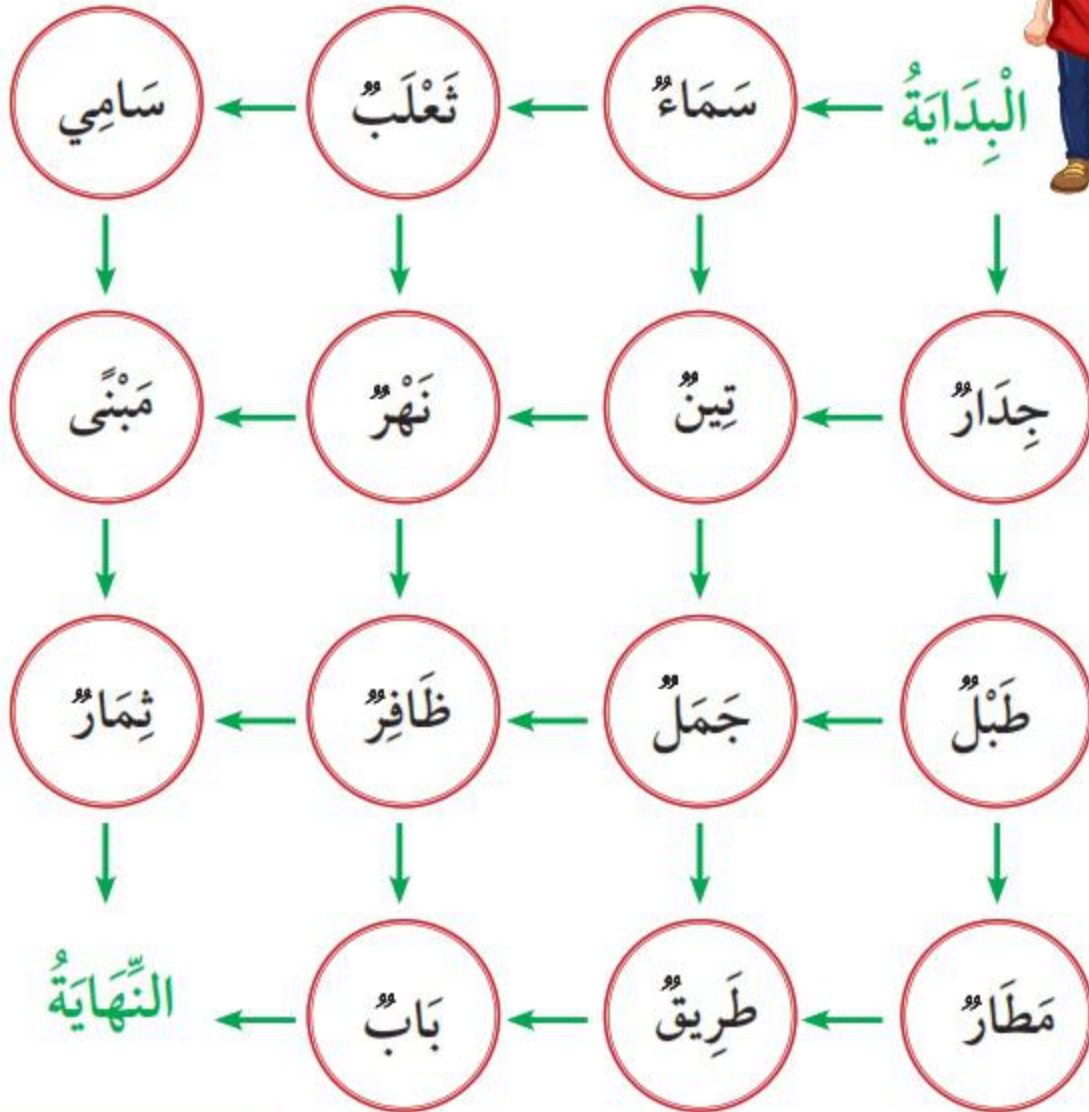 الْبِدَايَةُ سَمَاءٌ ثَعْلَبٌ سَامِي
جِدَارٌ تِينٌ نَهْرٌ مَبْنًى
طَبْلٌ جَمَلٌ ظَافِرٌ ثِمَارٌ
مَطَارٌ طَرِيقٌ بَابٌ النِّهَايَةُ